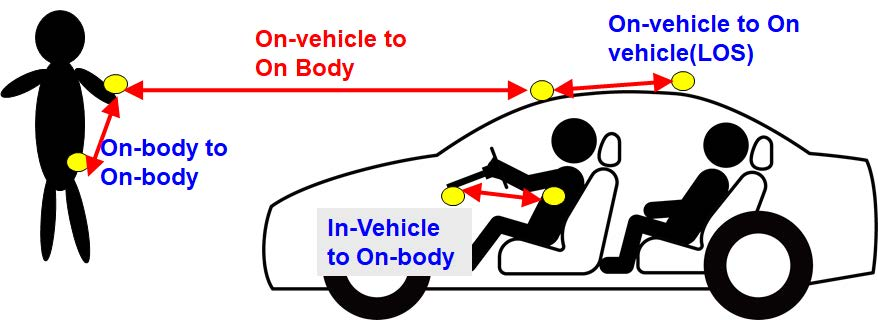 On-vehicle to
On Body
On-vehicle to On
vehicle(LOS)
On-body to
On-body
In-Vehicle
to On-body